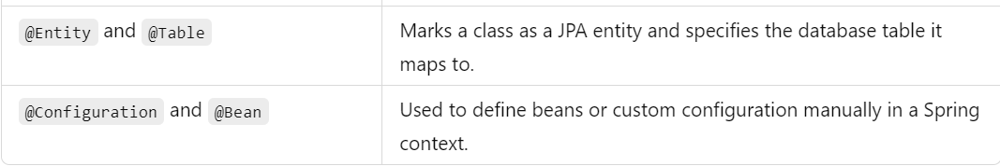 @Entity and @Table
Marks a class as a JPA entity and specifies the database table it
maps to.
@Configuration and @Bean
Used to define beans or custom configuration manually in a Spring
context.